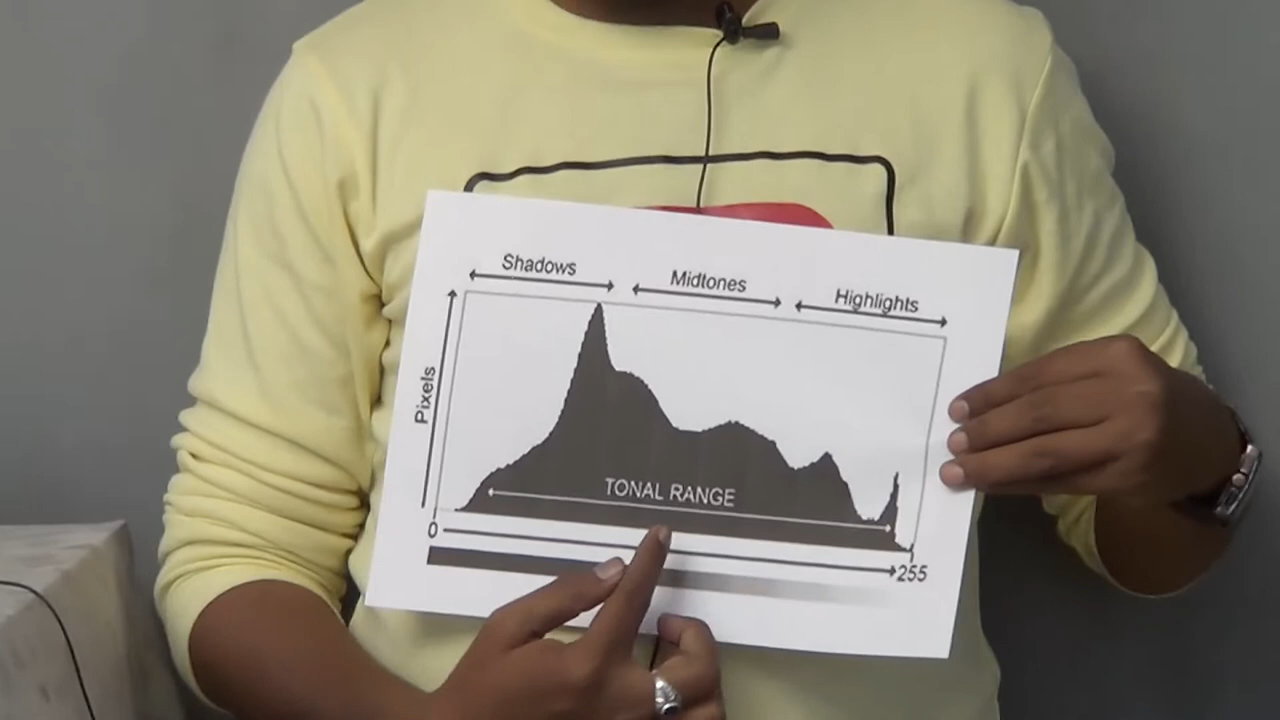 Shadows
Midtones
Highlights
Pixels
TONAL RANGE
0
255